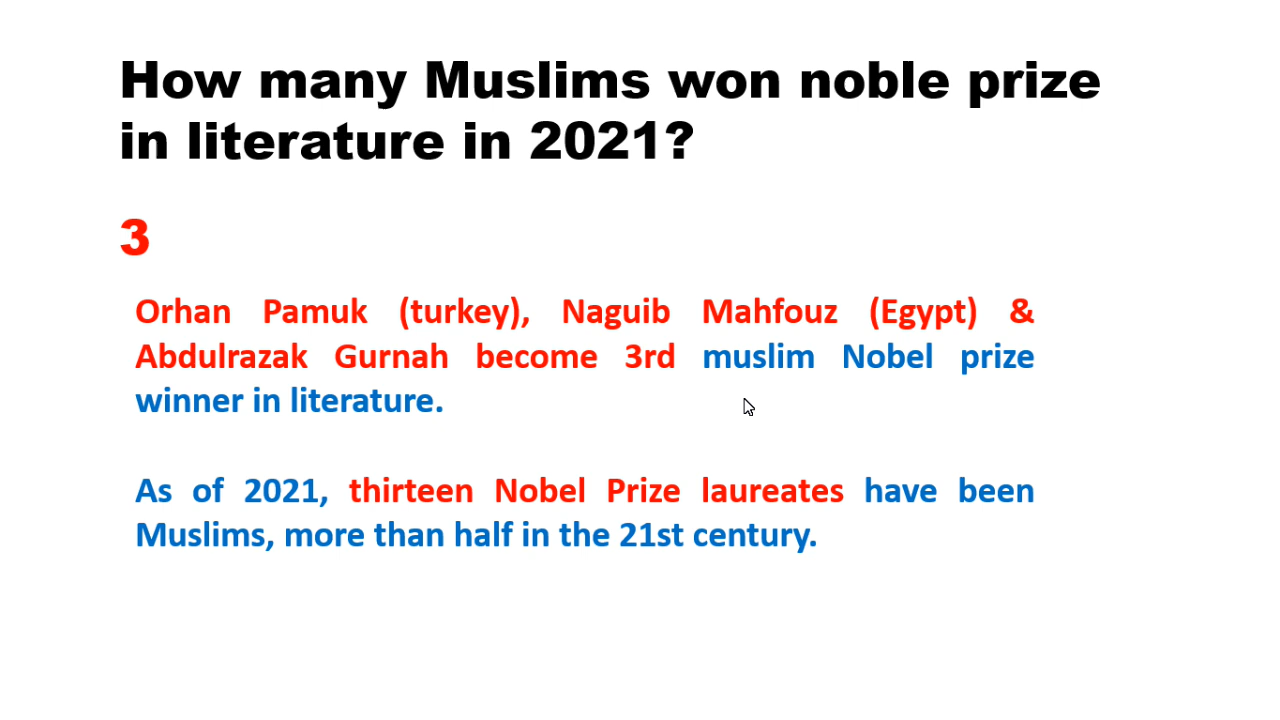 How many Muslims won noble prize
in literature in 2021?
3
Orhan Pamuk (turkey), Naguib Mahfouz (Egypt) &
Abdulrazak Gurnah become 3rd muslim Nobel prize
winner in literature.
As of 2021, thirteen Nobel Prize laureates have been
Muslims, more than half in the 21st century.